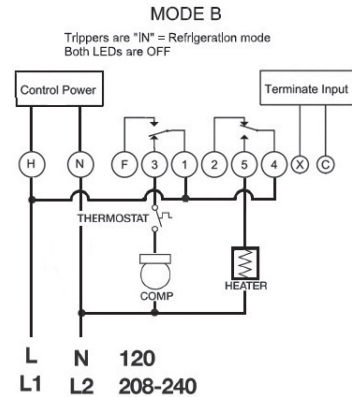 MODE B
Trippers are "IN" = Refrigeration mode
Both LEDs are OFF
Control Power
Terminate Input
H N F 3 1 2 5 4 X C
THERMOSTAT
COMP
HEATER
L N 120
L1 L2 208-240